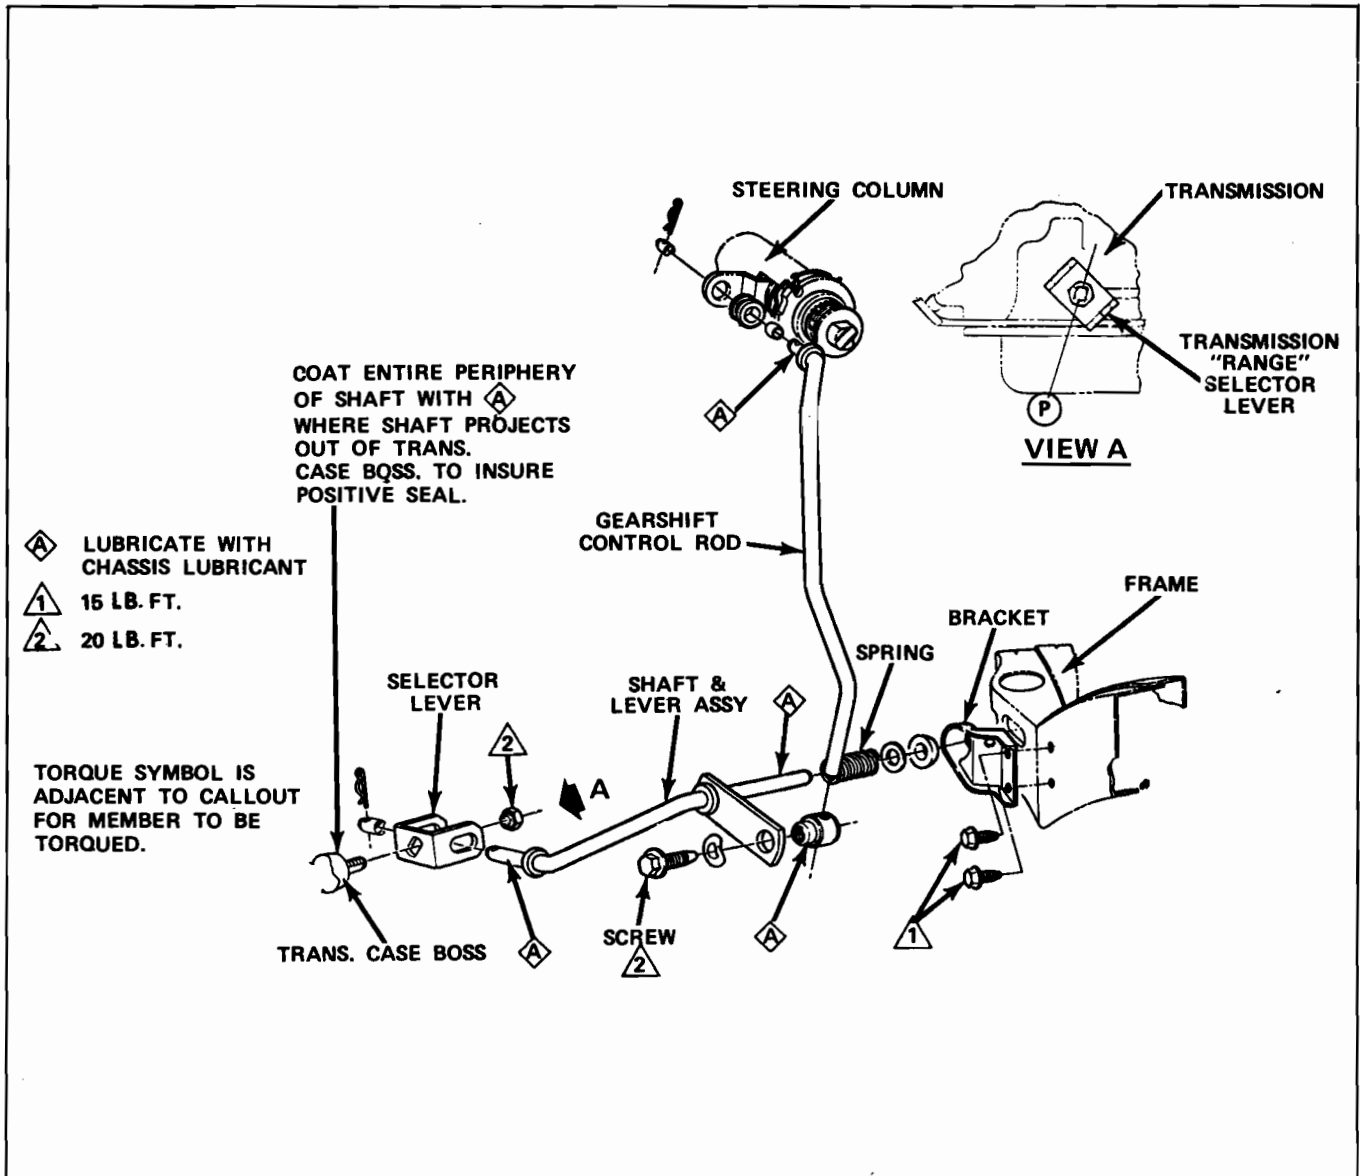 STEERING COLUMN
TRANSMISSION
TRANSMISSION
"RANGE"
SELECTOR
LEVER
P
VIEW A
COAT ENTIRE PERIPHERY
OF SHAFT WITH A
WHERE SHAFT PROJECTS
OUT OF TRANS.
CASE BOSS. TO INSURE
POSITIVE SEAL.
A
A LUBRICATE WITH
CHASSIS LUBRICANT
1 15 LB. FT.
2 20 LB. FT.
GEARSHIFT
CONTROL ROD
FRAME
BRACKET
SPRING
SELECTOR
LEVER
SHAFT &
LEVER ASSY
A
2
A
TORQUE SYMBOL IS
ADJACENT TO CALLOUT
FOR MEMBER TO BE
TORQUED.
TRANS. CASE BOSS
A
SCREW
2
A
1